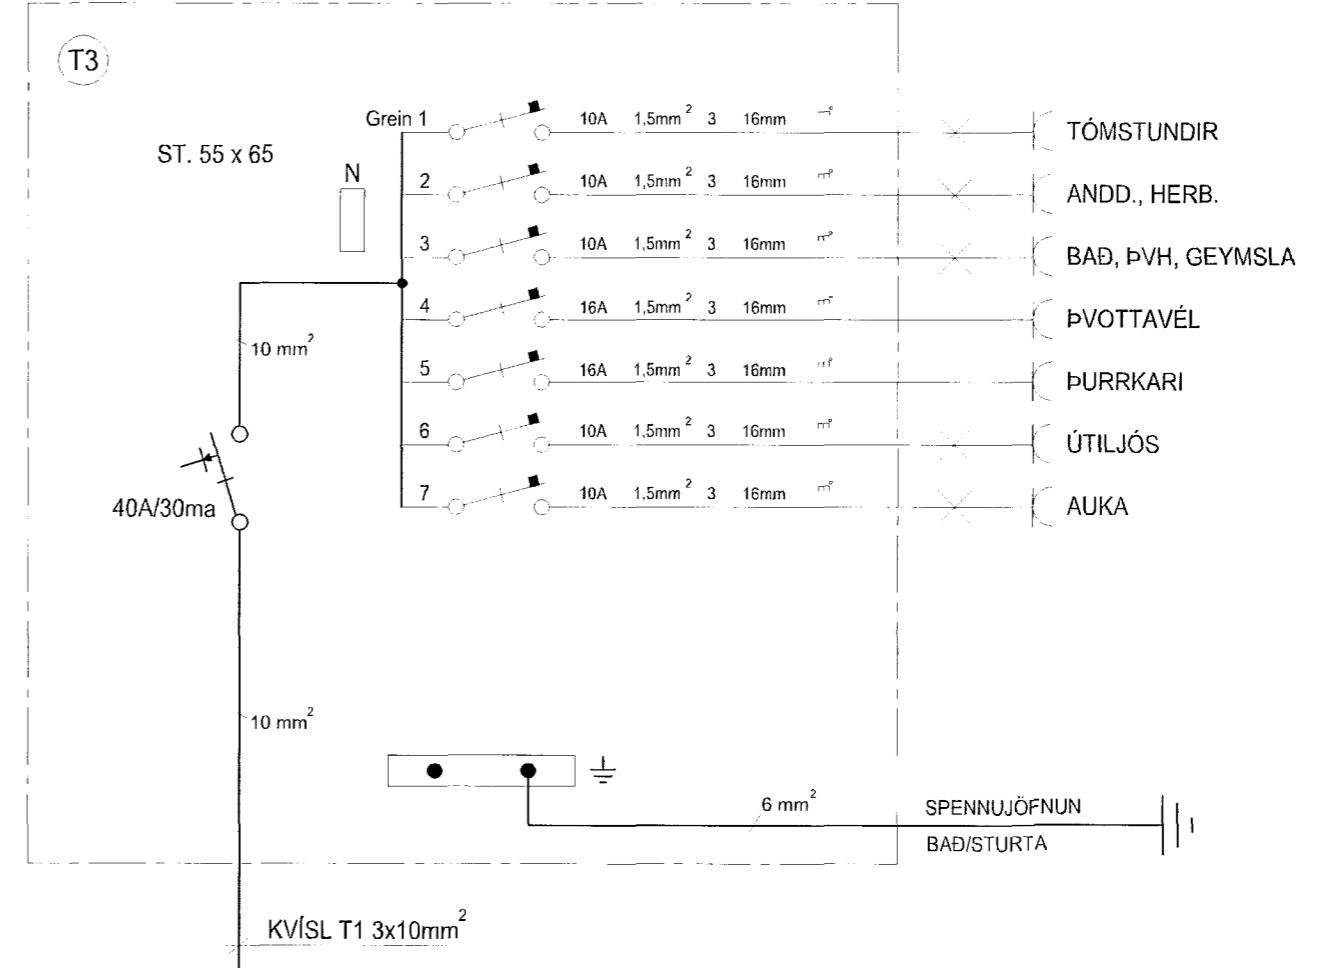 T3
ST. 55 x 65
N
Grein 1 10A 1,5mm² 3 16mm TÓMSTUNDIR
2 10A 1,5mm² 3 16mm ANDD., HERB.
3 10A 1,5mm² 3 16mm BAÐ, ÞVH, GEYMSLA
4 16A 1,5mm² 3 16mm ÞVOTTAVÉL
5 16A 1,5mm² 3 16mm ÞURRKARI
6 10A 1,5mm² 3 16mm ÚTILJÓS
7 10A 1,5mm² 3 16mm AUKA
10 mm²
40A/30ma
10 mm²
6 mm²
SPENNUJÖFNUN
BAÐ/STURTA
KVÍSL T1 3x10mm²